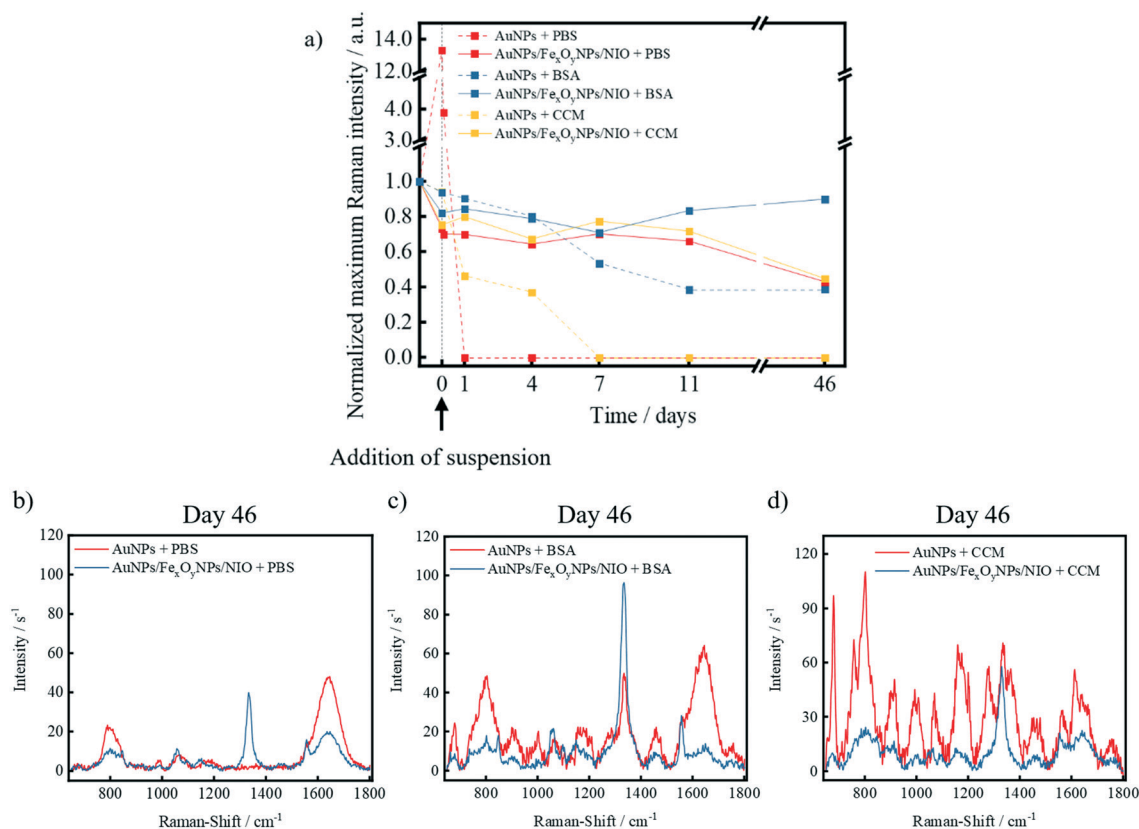 a)
Normalized maximum Raman intensity / a.u.
14.0
12.0
4.0
3.0
1.0
0.8
0.6
0.4
0.2
0.0
AuNPs + PBS
AuNPs/FeₓOᵧNPs/NIO + PBS
AuNPs + BSA
AuNPs/FeₓOᵧNPs/NIO + BSA
AuNPs + CCM
AuNPs/FeₓOᵧNPs/NIO + CCM
0 1 4 7 11 46
Time / days
Addition of suspension
b)
Day 46
Intensity / s⁻¹
120
100
80
60
40
20
0
AuNPs + PBS
AuNPs/FeₓOᵧNPs/NIO + PBS
800 1000 1200 1400 1600 1800
Raman-Shift / cm⁻¹
c)
Day 46
Intensity / s⁻¹
120
100
80
60
40
20
0
AuNPs + BSA
AuNPs/FeₓOᵧNPs/NIO + BSA
800 1000 1200 1400 1600 1800
Raman-Shift / cm⁻¹
d)
Day 46
Intensity / s⁻¹
120
90
60
30
0
AuNPs + CCM
AuNPs/FeₓOᵧNPs/NIO + CCM
800 1000 1200 1400 1600 1800
Raman-Shift / cm⁻¹